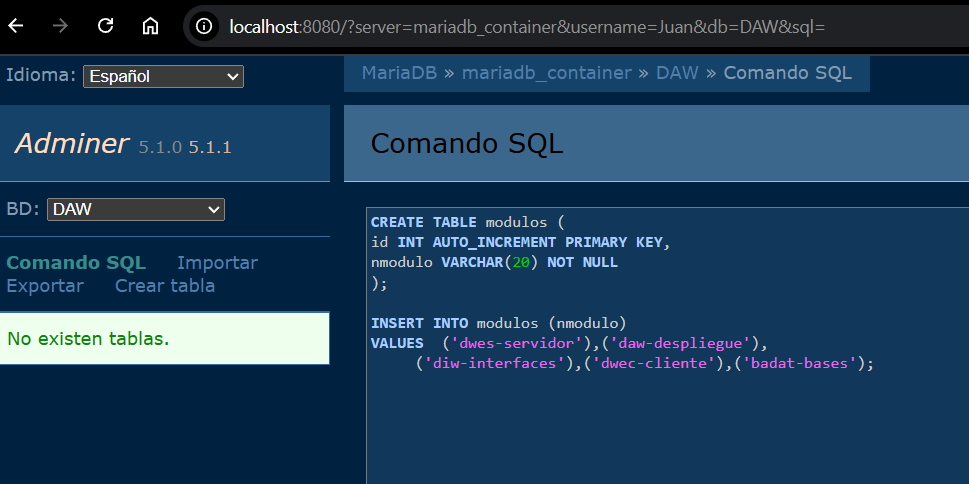 localhost:8080/?server=mariadb_container&username=Juan&db=DAW&sql=
Idioma: Español
MariaDB » mariadb_container » DAW » Comando SQL
Adminer 5.1.0 5.1.1
Comando SQL
BD: DAW
Comando SQL Importar
Exportar Crear tabla
No existen tablas.
CREATE TABLE modulos (
id INT AUTO_INCREMENT PRIMARY KEY,
nmodulo VARCHAR(20) NOT NULL
);
INSERT INTO modulos (nmodulo)
VALUES  ('dwes-servidor'),('daw-despliegue'),
('diw-interfaces'),('dwec-cliente'),('badat-bases');